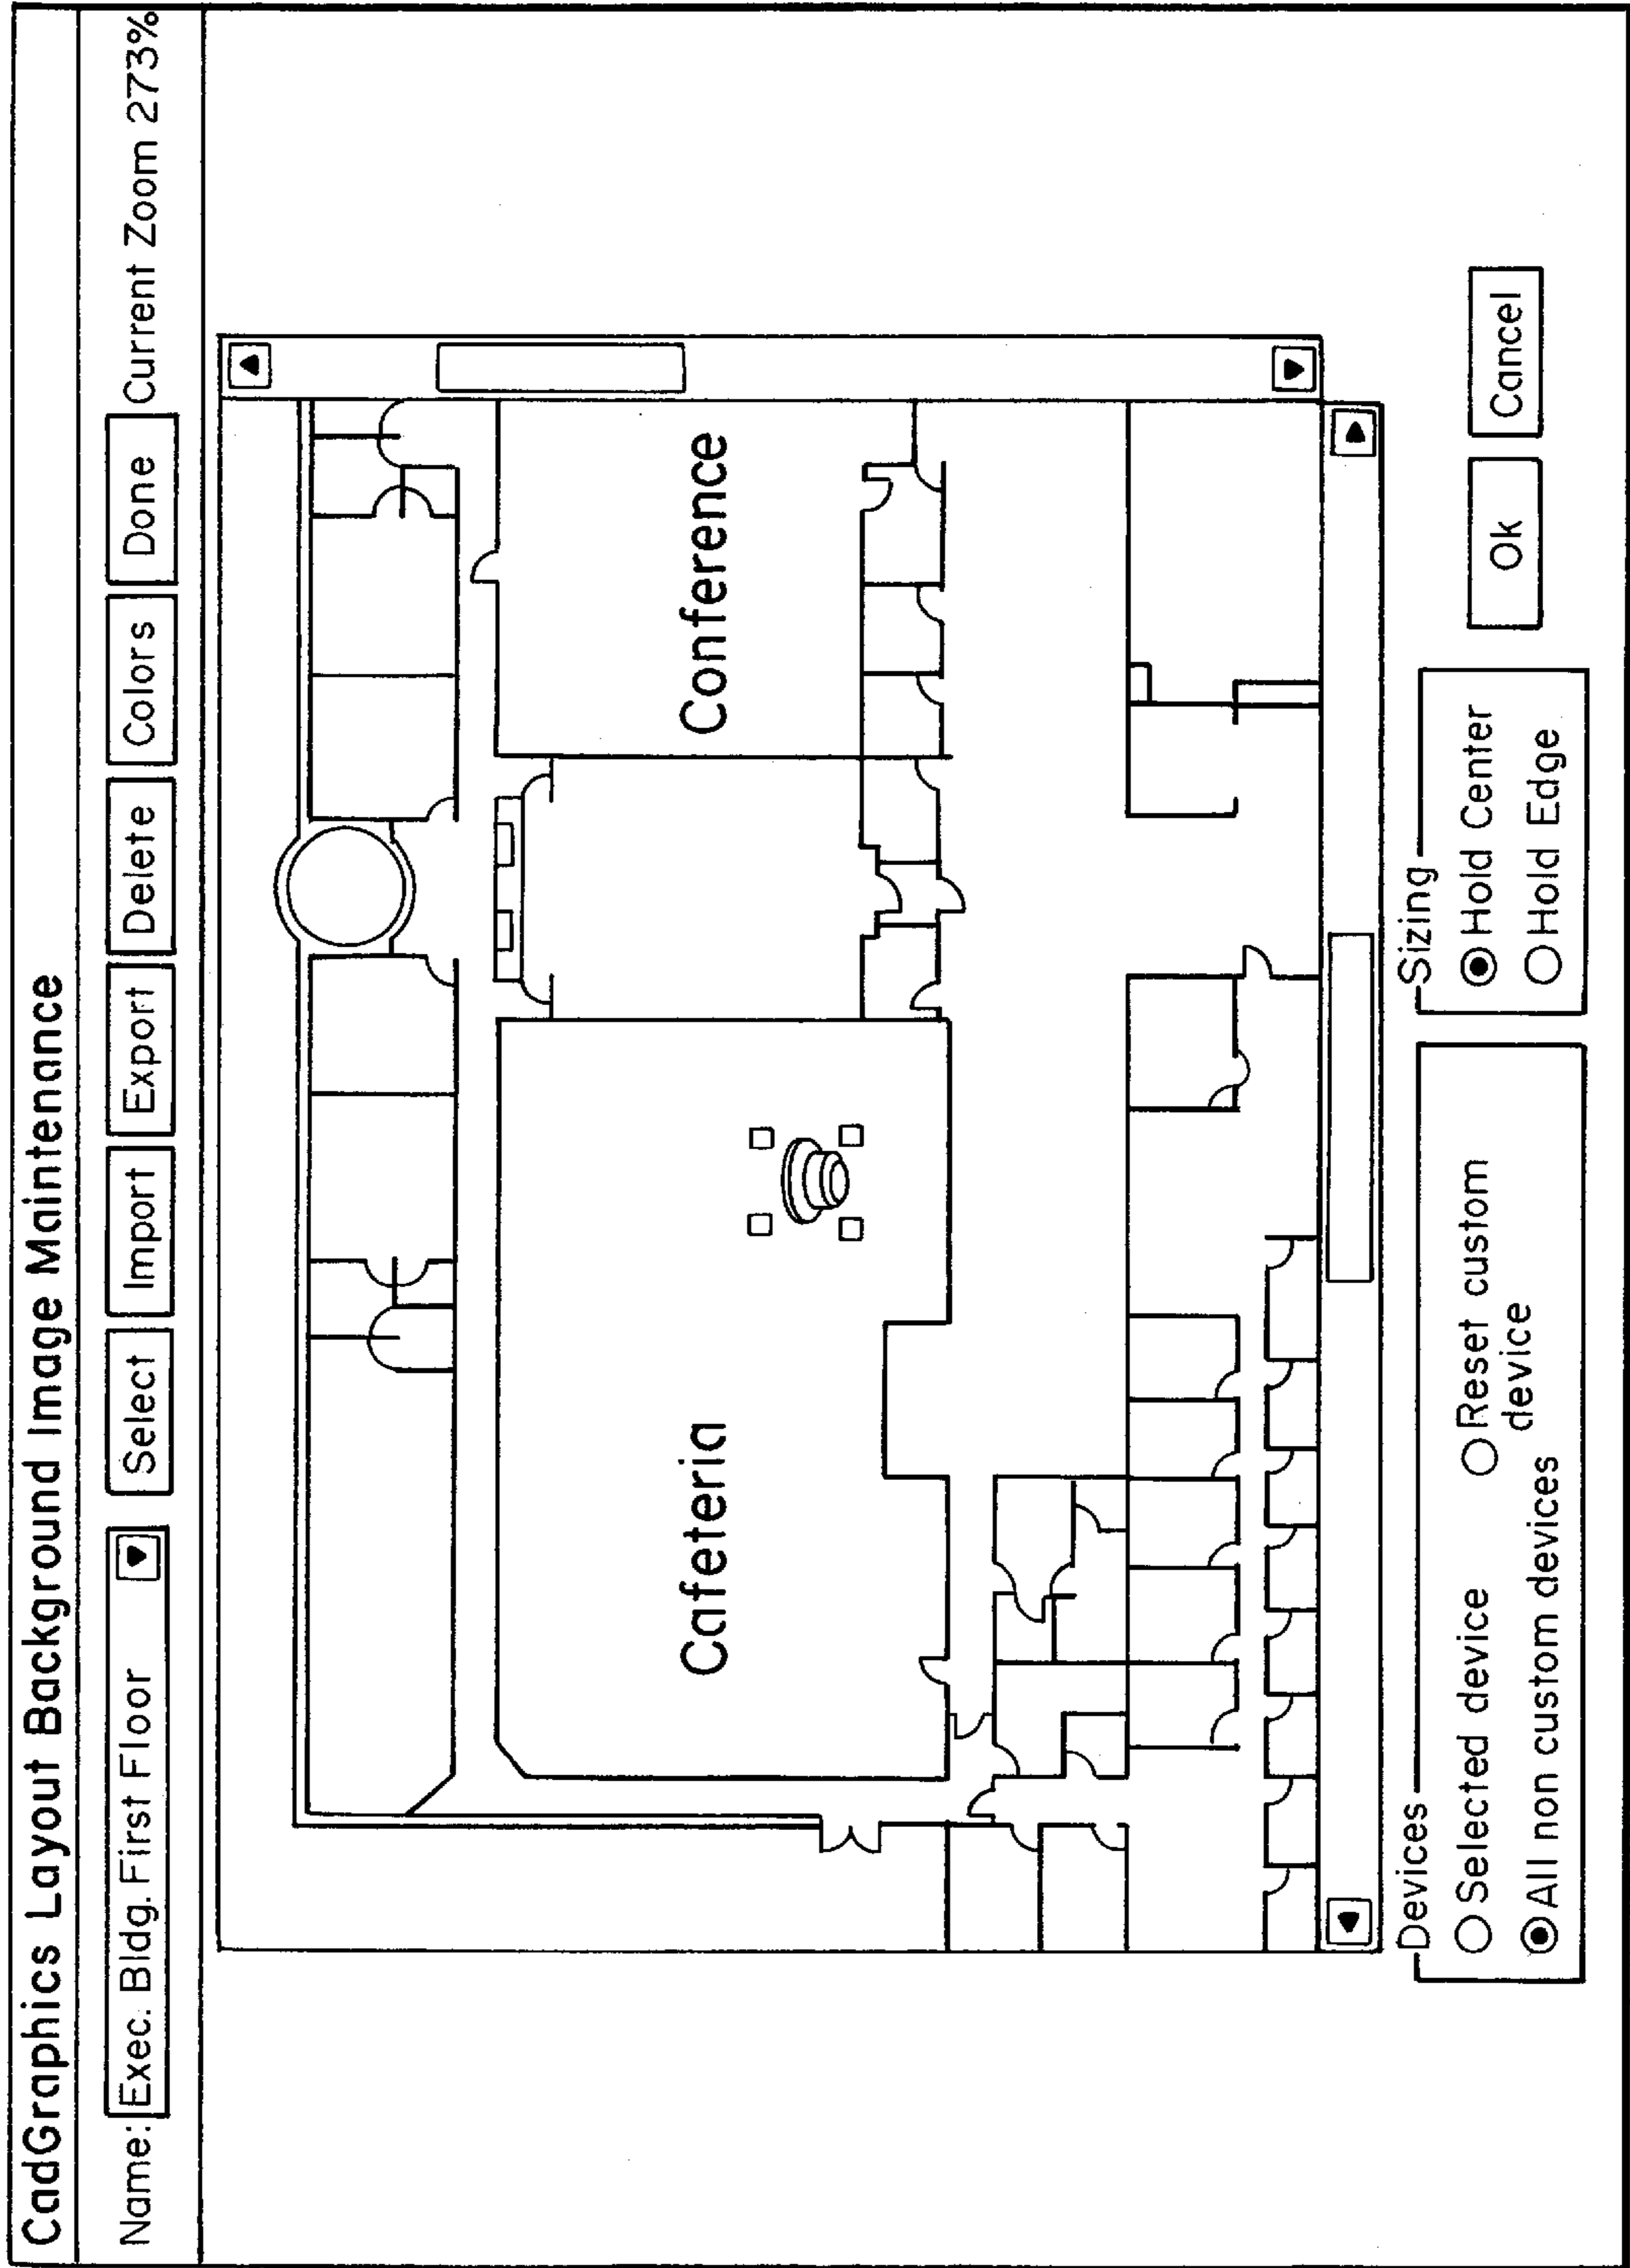 CadGraphics Layout Background Image Maintenance
Name: Exec. Bldg. First Floor Select Import Export Delete Colors Done Current Zoom 273%
Cafeteria Conference
Devices Sizing
Selected device Reset custom Hold Center Ok Cancel
device
All non custom devices Hold Edge